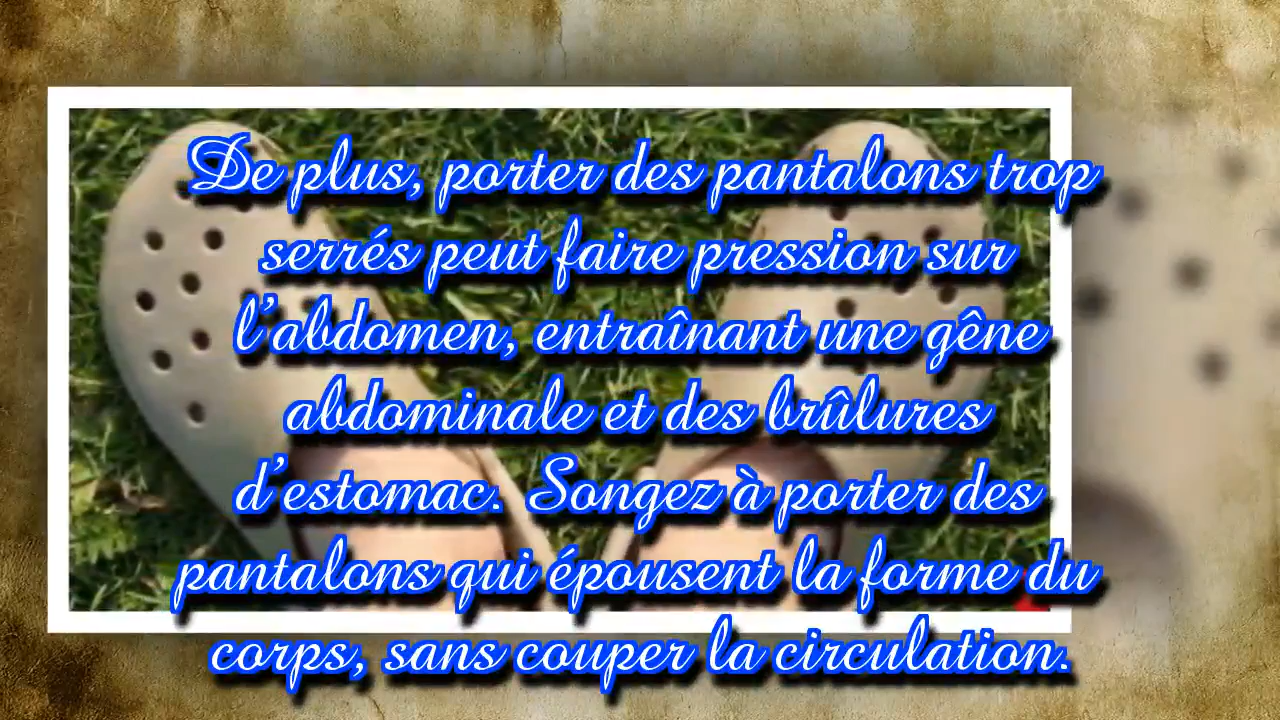 De plus, porter des pantalons trop
serrés peut faire pression sur
l'abdomen, entraînant une gêne
abdominale et des brûlures
d'estomac. Songez à porter des
pantalons qui épousent la forme du
corps, sans couper la circulation.